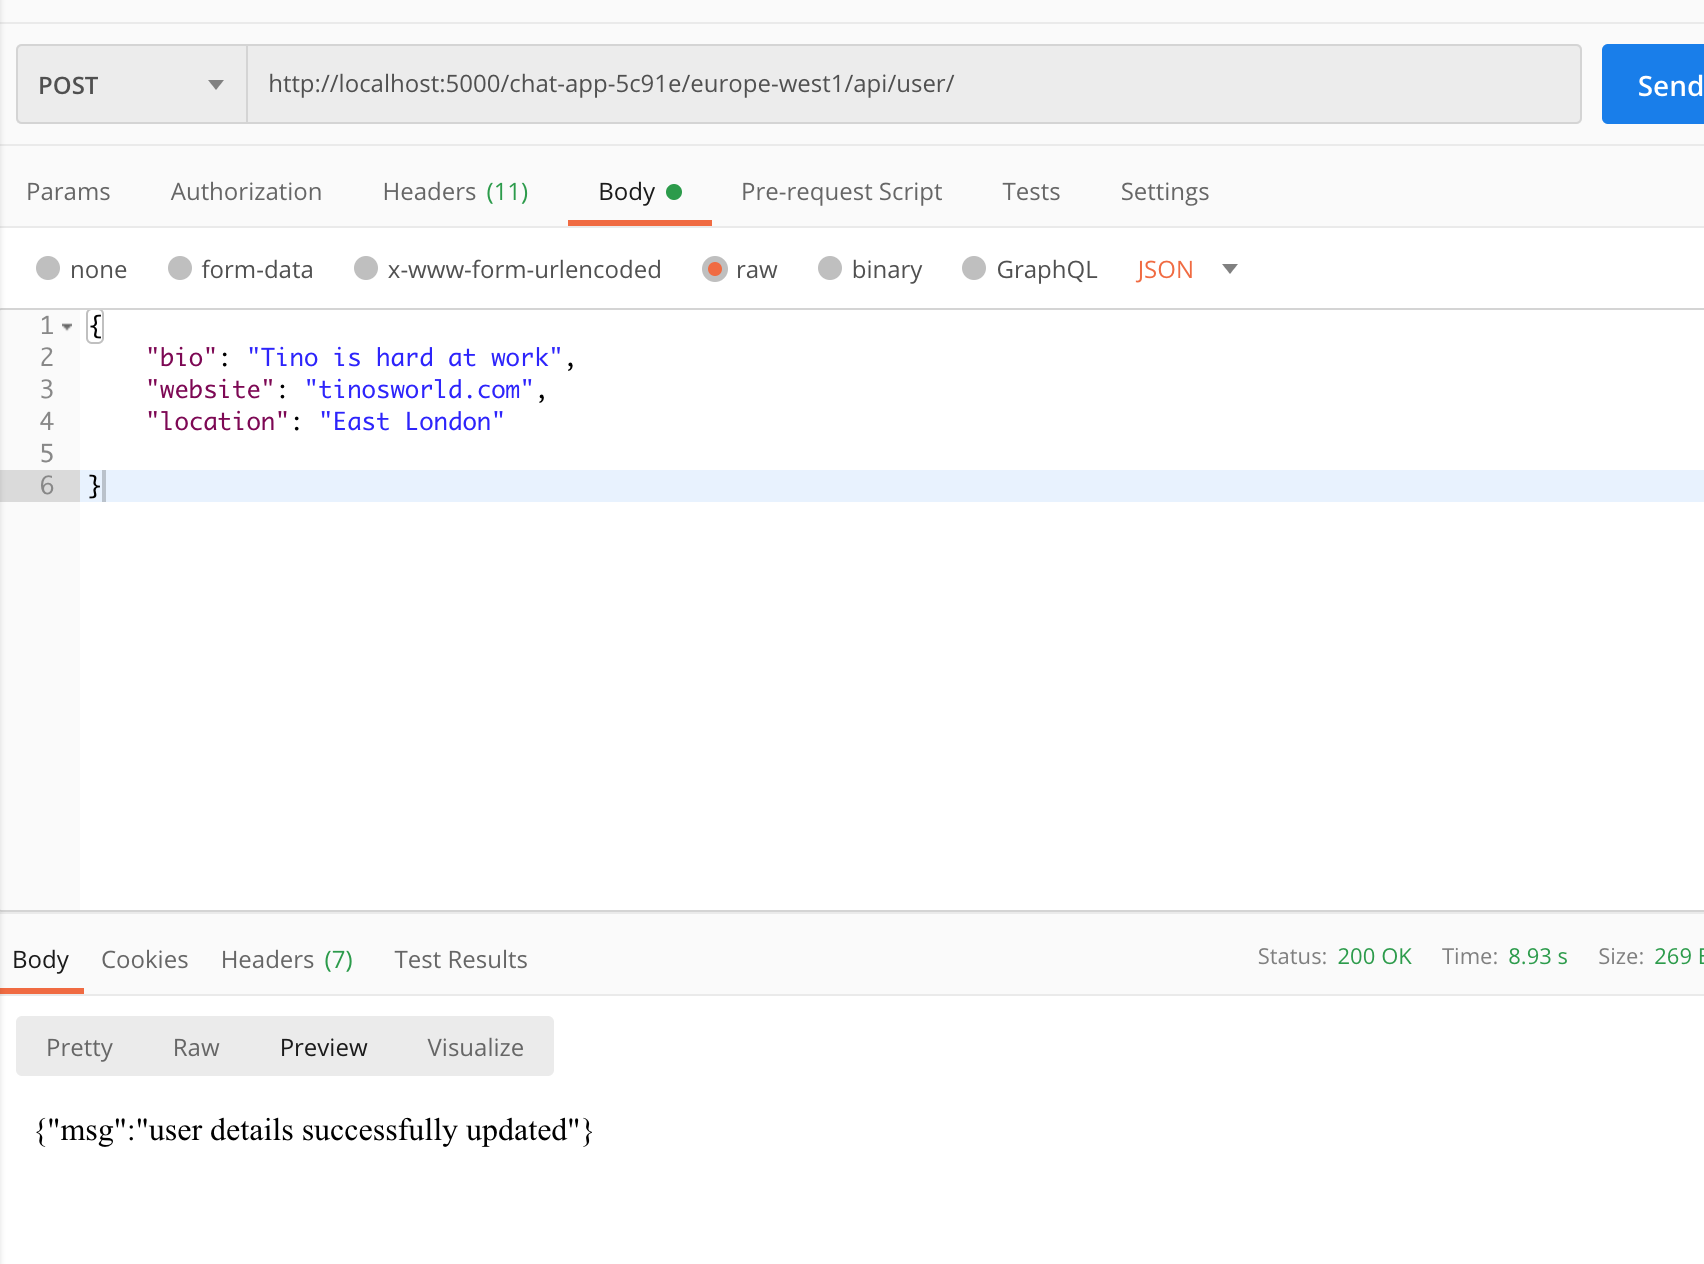 POST http://localhost:5000/chat-app-5c91e/europe-west1/api/user/ Send
Params Authorization Headers (11) Body Pre-request Script Tests Settings
none form-data x-www-form-urlencoded raw binary GraphQL JSON
1 {
2 "bio": "Tino is hard at work",
3 "website": "tinosworld.com",
4 "location": "East London"
5
6 }
Body Cookies Headers (7) Test Results Status: 200 OK Time: 8.93 s Size: 269
Pretty Raw Preview Visualize
{"msg":"user details successfully updated"}